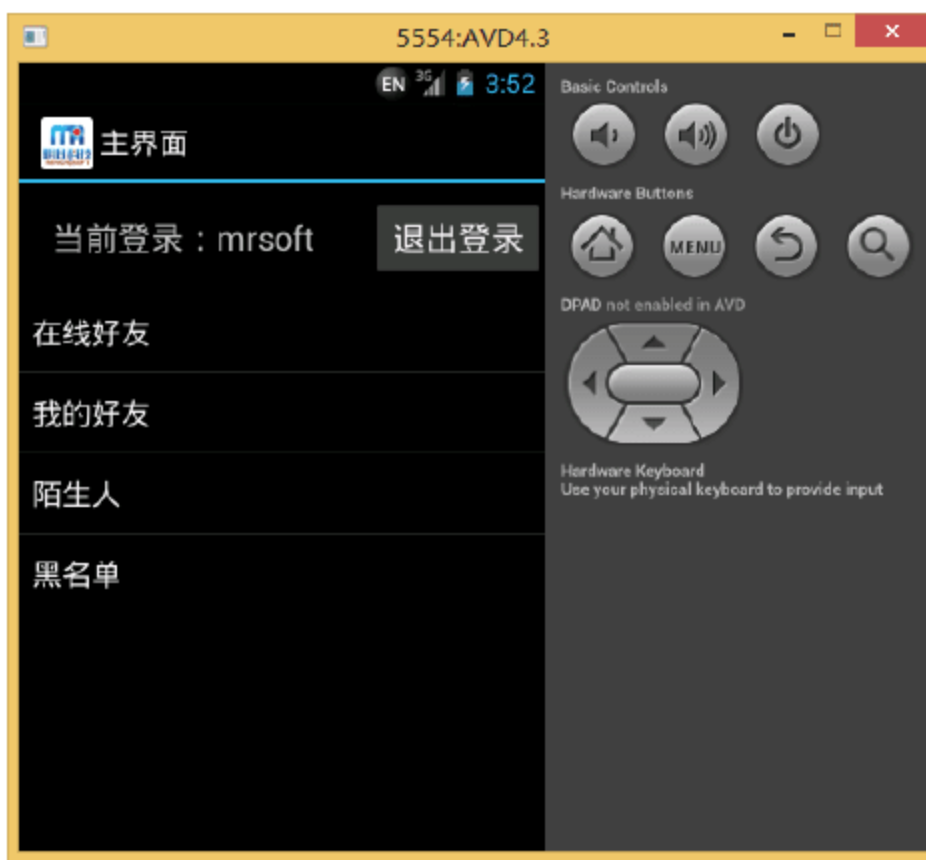 5554:AVD4.3
EN 3G 3:52
主界面
当前登录：mrsoft
退出登录
在线好友
我的好友
陌生人
黑名单
Basic Controls
Hardware Buttons
MENU
DPAD not enabled in AVD
Hardware Keyboard
Use your physical keyboard to provide input